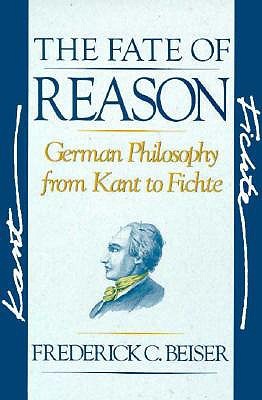 THE FATE OF
REASON
German Philosophy
from Kant to Fichte
Kant
Fichte
FREDERICK C. BEISER